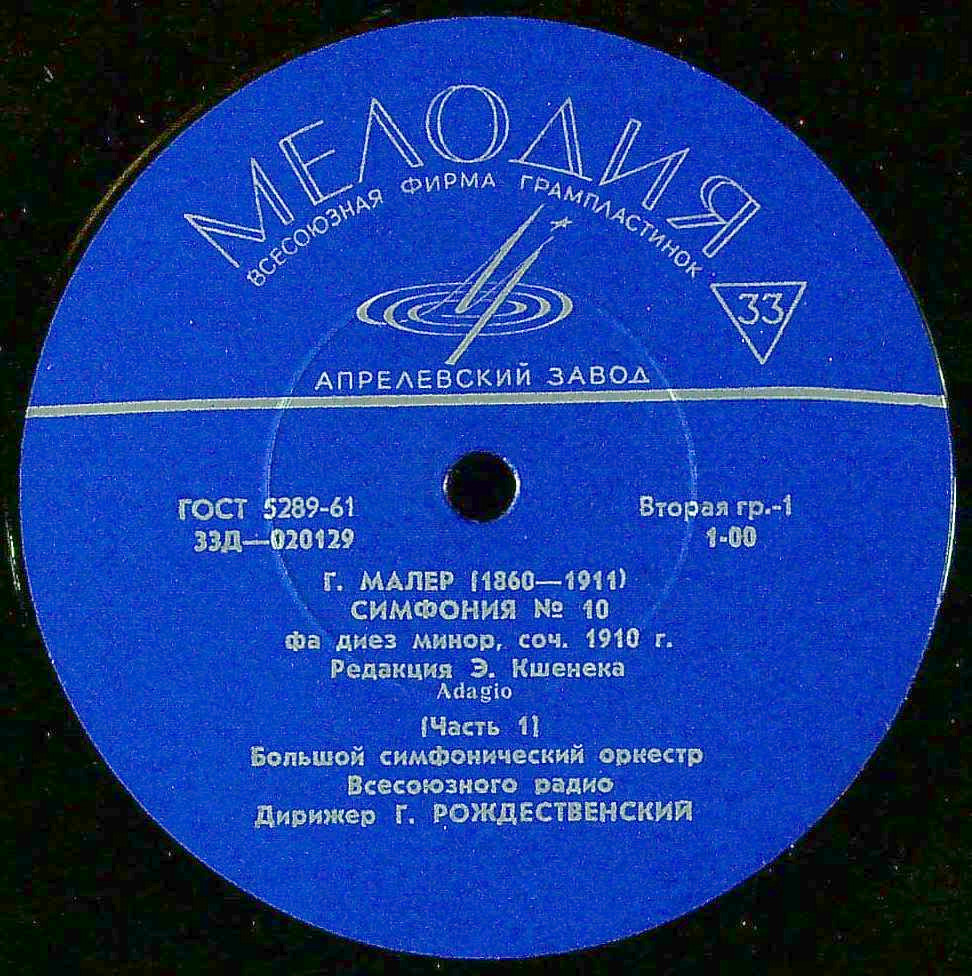 МЕЛОДИЯ
ВСЕСОЮЗНАЯ ФИРМА ГРАМПЛАСТИНОК
33
АПРЕЛЕВСКИЙ ЗАВОД
ГОСТ 5289-61
Вторая гр.-1
33Д—020129
1-00
Г. МАЛЕР (1860—1911)
СИМФОНИЯ № 10
фа диез минор, соч. 1910 г.
Редакция Э. Кшенека
Adagio
(Часть 1)
Большой симфонический оркестр
Всесоюзного радио
Дирижер Г. РОЖДЕСТВЕНСКИЙ